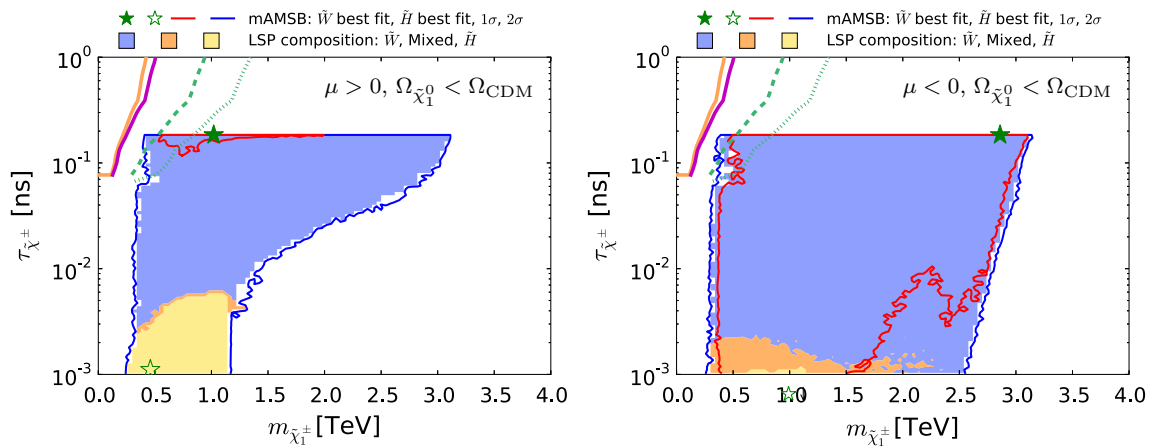 mAMSB: W̃ best fit, H̃ best fit, 1σ, 2σ
LSP composition: W̃, Mixed, H̃
μ > 0, Ω_χ̃⁰₁ < Ω_CDM
10⁰
10⁻¹
10⁻²
10⁻³
τ_χ̃± [ns]
0.0 0.5 1.0 1.5 2.0 2.5 3.0 3.5 4.0
m_χ̃₁± [TeV]
mAMSB: W̃ best fit, H̃ best fit, 1σ, 2σ
LSP composition: W̃, Mixed, H̃
μ < 0, Ω_χ̃⁰₁ < Ω_CDM
10⁰
10⁻¹
10⁻²
10⁻³
τ_χ̃± [ns]
0.0 0.5 1.0 1.5 2.0 2.5 3.0 3.5 4.0
m_χ̃₁± [TeV]